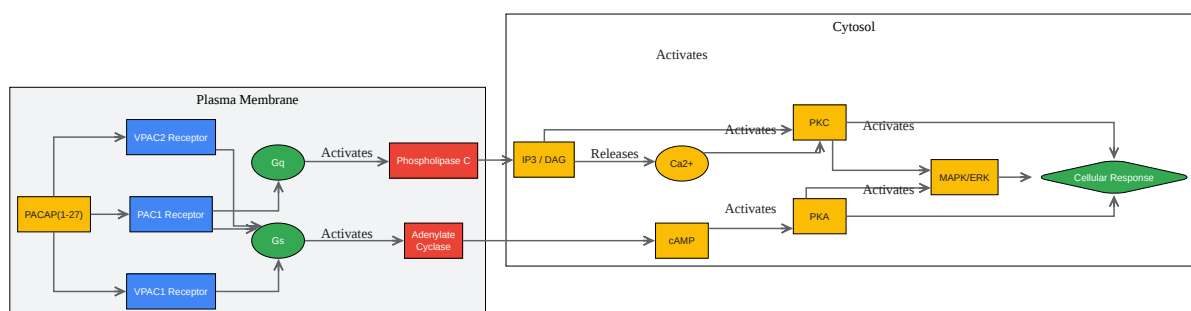 Cytosol
Activates
Plasma Membrane
VPAC2 Receptor
PKC
Activates
Activates
Activates
Gq
Phospholipase C
IP3 / DAG
Releases
Ca2+
MAPK/ERK
Cellular Response
Activates
PACAP(1-27)
PAC1 Receptor
Activates
PKA
Gs
Activates
Adenylate
Cyclase
cAMP
VPAC1 Receptor